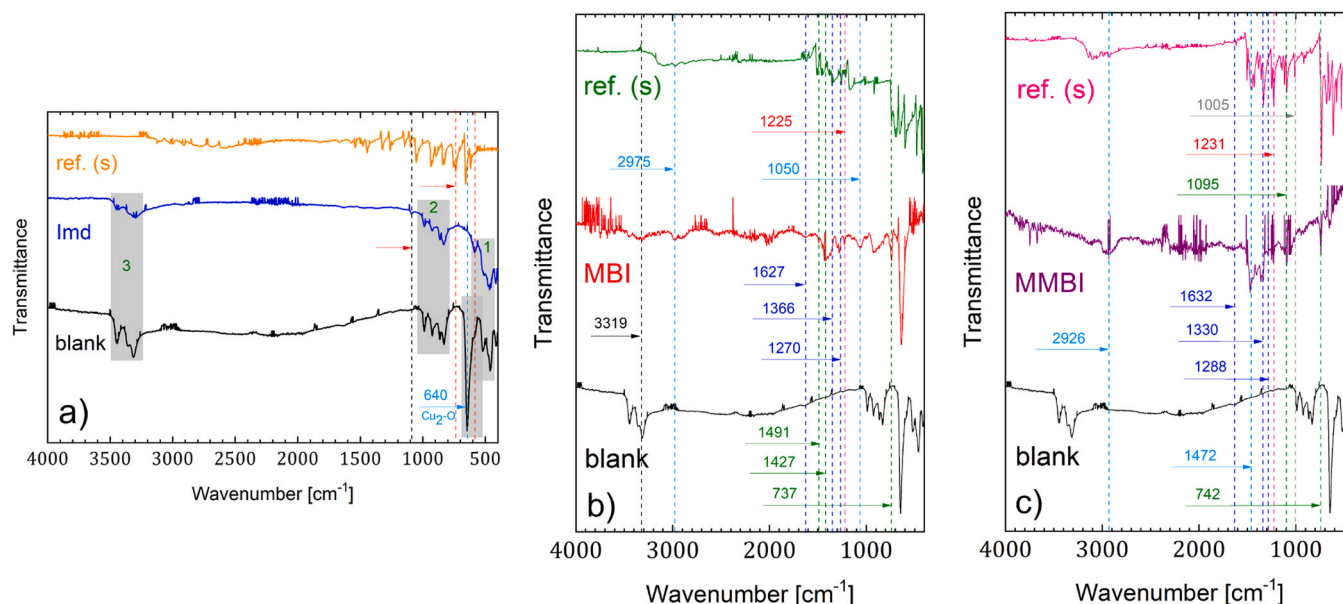 ref. (s)
Imd
blank
3
2
1
640
Cu2-O
a)
Transmittance
4000 3500 3000 2500 2000 1500 1000 500
Wavenumber [cm-1]
ref. (s)
1225
2975
1050
MBI
1627
1366
3319
1270
1491
blank
1427
737
b)
Transmittance
4000 3000 2000 1000
Wavenumber [cm-1]
ref. (s)
1005
1231
1095
MMBI
1632
1330
2926
1288
1472
blank
742
c)
Transmittance
4000 3000 2000 1000
Wavenumber [cm-1]